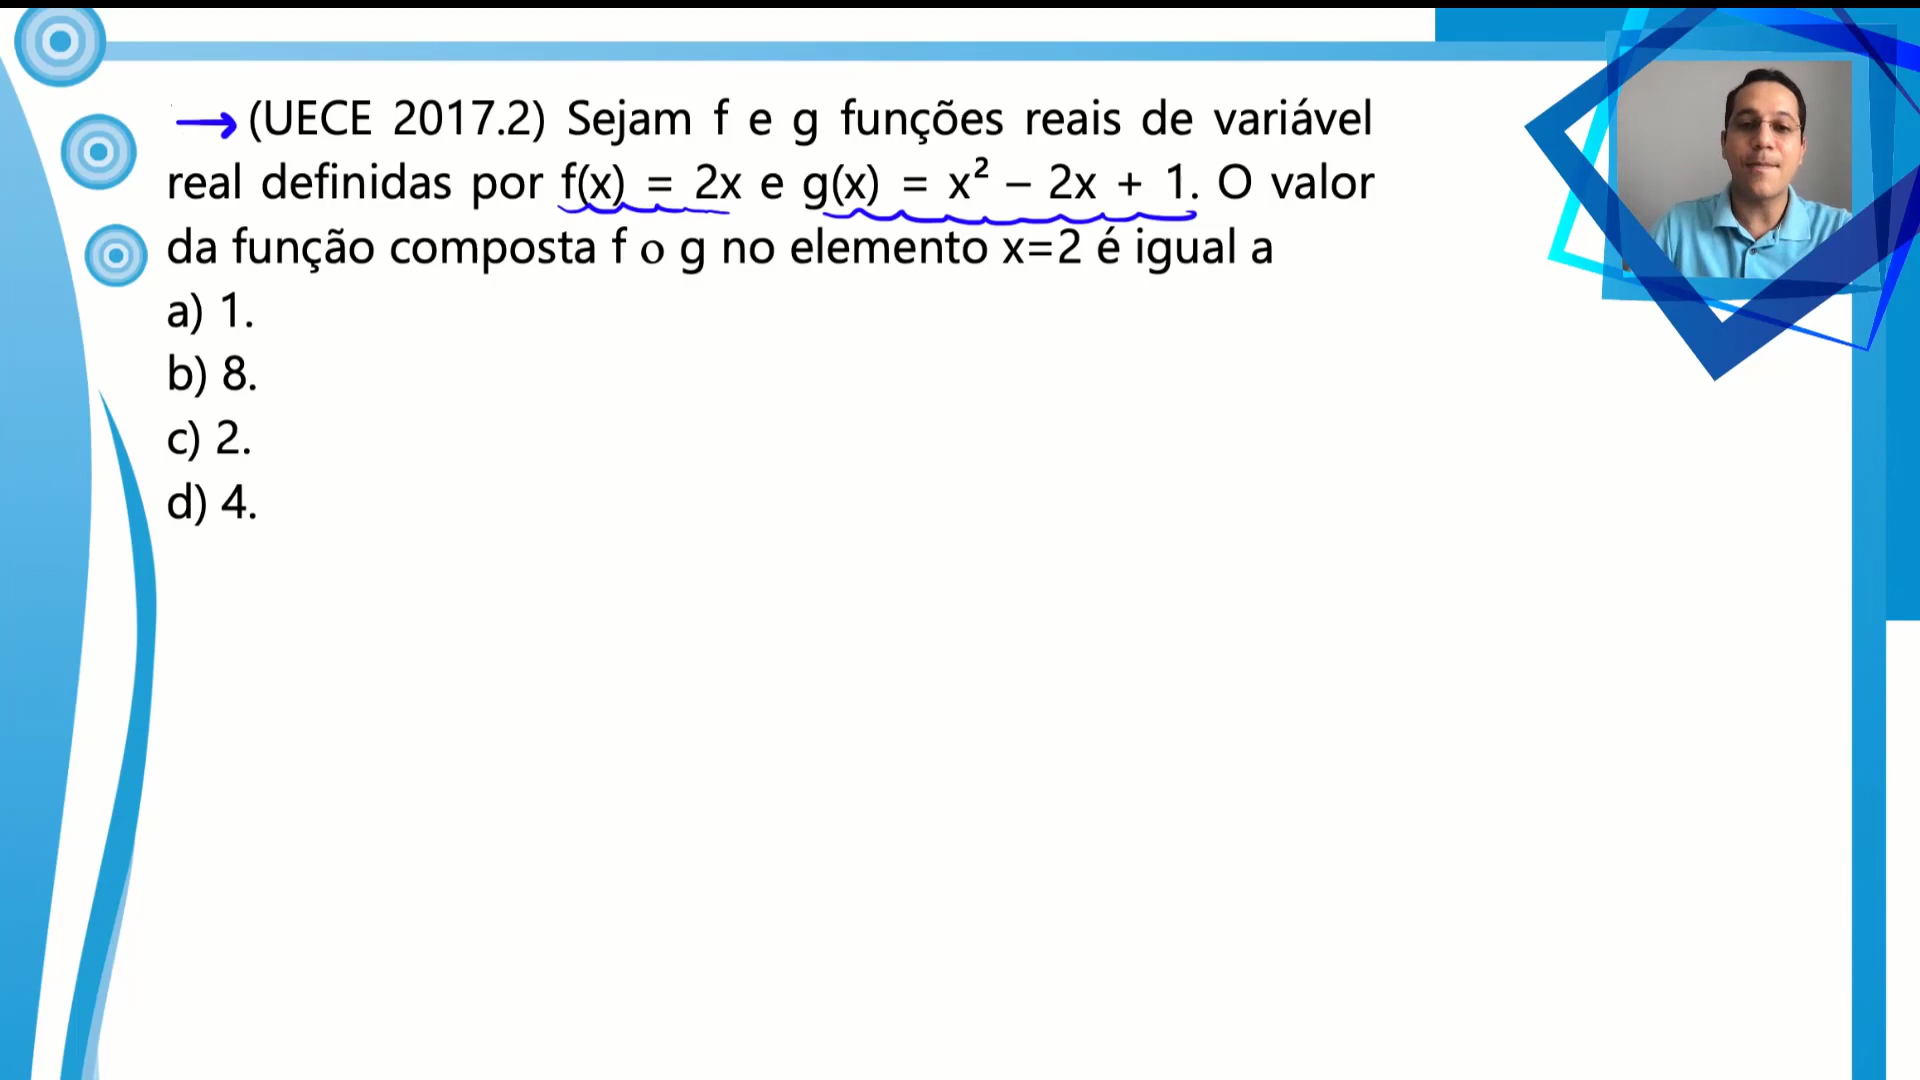 (UECE 2017.2) Sejam f e g funções reais de variável
real definidas por f(x) = 2x e g(x) = x² – 2x + 1. O valor
da função composta f o g no elemento x=2 é igual a
a) 1.
b) 8.
c) 2.
d) 4.